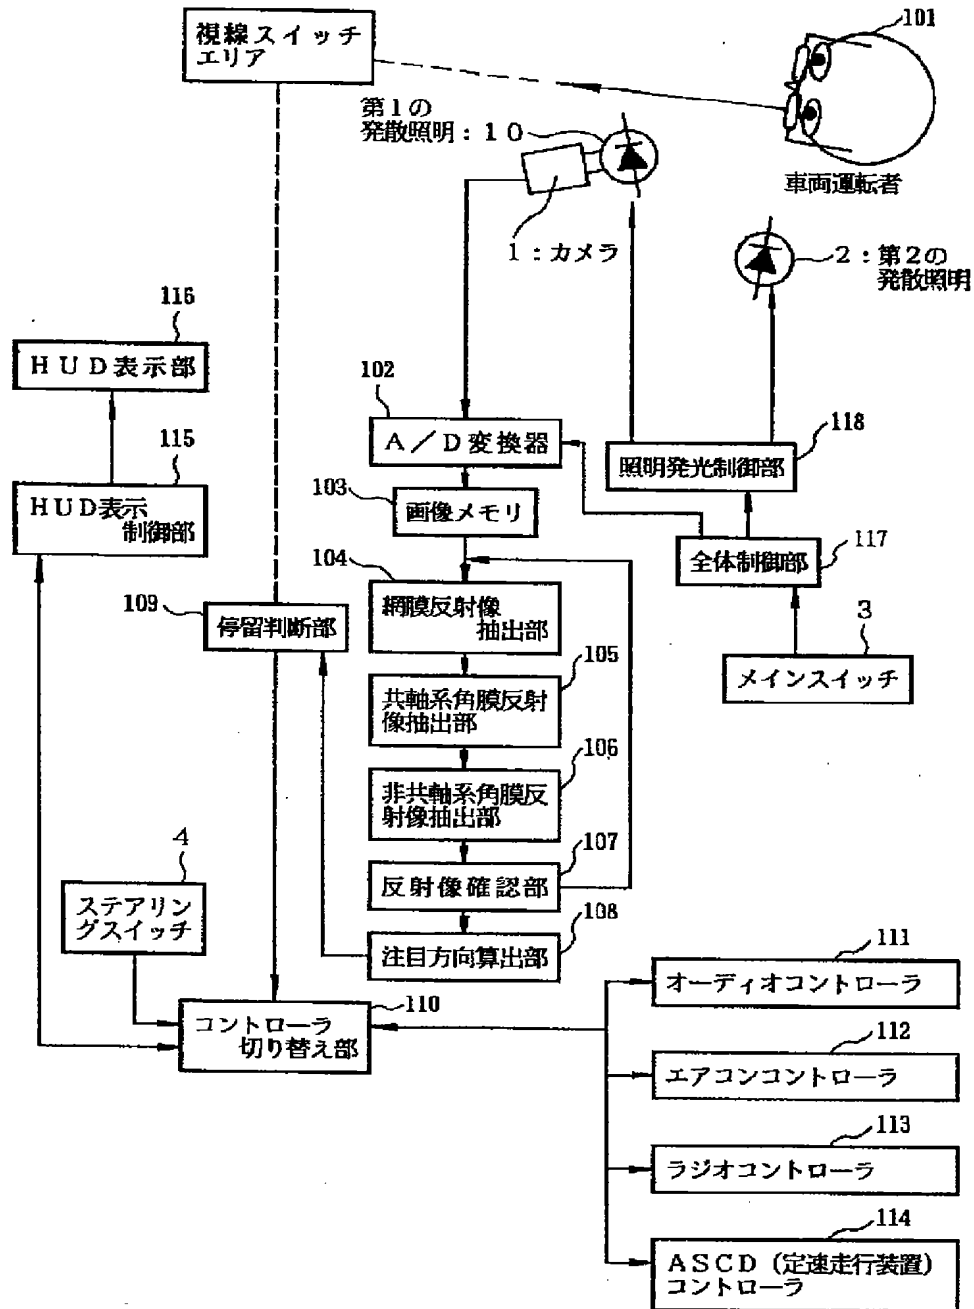 視線スイッチ
エリア
101
第1の
発散照明:10
車両運転者
1:カメラ
2:第2の
発散照明
116
HUD表示部
102
A/D変換器
118
照明発光制御部
115
HUD表示
制御部
103
画像メモリ
117
全体制御部
104
網膜反射像
抽出部
109
停留判断部
3
メインスイッチ
105
共軸系角膜反射
像抽出部
106
非共軸系角膜反
射像抽出部
107
反射像確認部
4
ステアリン
グスイッチ
108
注目方向算出部
110
コントローラ
切り替え部
111
オーディオコントローラ
112
エアコンコントローラ
113
ラジオコントローラ
114
ASCD(定速走行装置)
コントローラ